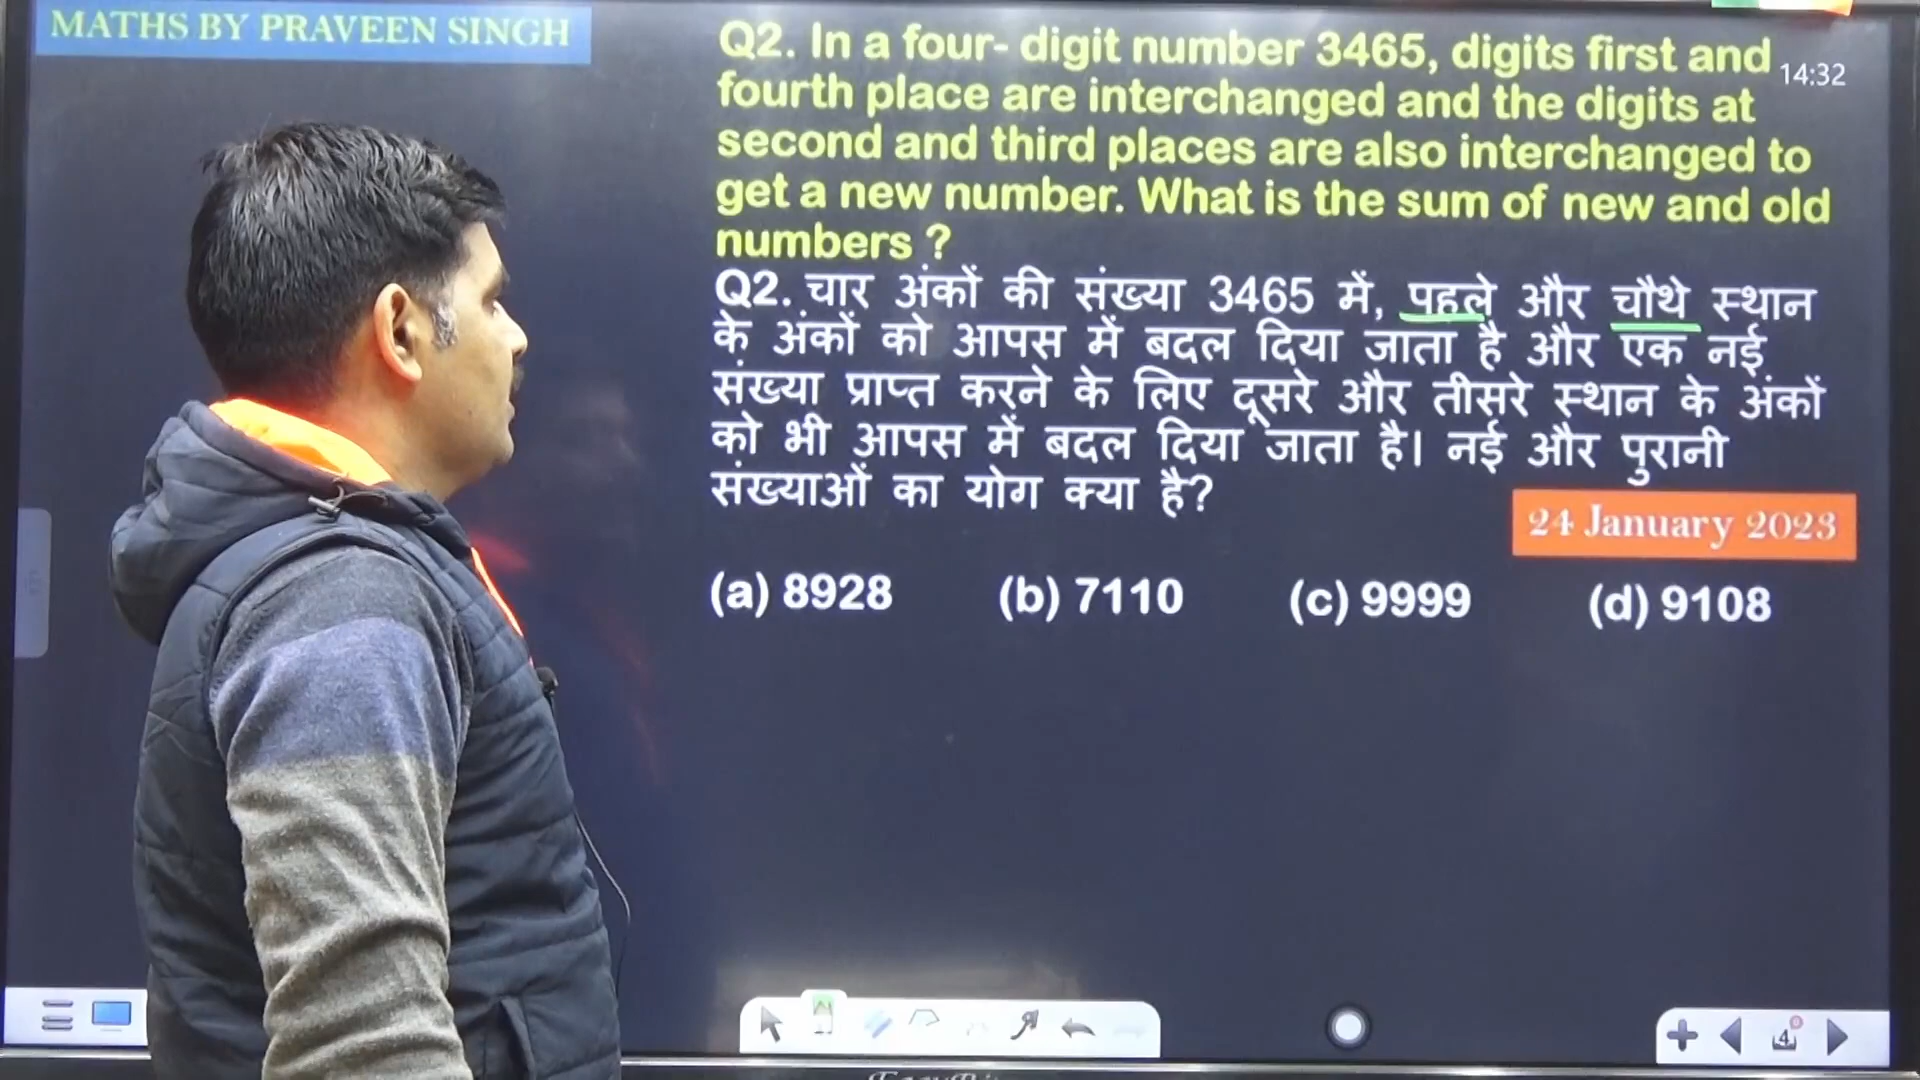 MATHS BY PRAVEEN SINGH
Q2. In a four- digit number 3465, digits first and
14:32
fourth place are interchanged and the digits at
second and third places are also interchanged to
get a new number. What is the sum of new and old
numbers ?
Q2. चार अंकों की संख्या 3465 में, पहले और चौथे स्थान
के अंकों को आपस में बदल दिया जाता है और एक नई
संख्या प्राप्त करने के लिए दूसरे और तीसरे स्थान के अंकों
को भी आपस में बदल दिया जाता है। नई और पुरानी
संख्याओं का योग क्या है?
24 January 2023
(a) 8928 (b) 7110 (c) 9999 (d) 9108
4